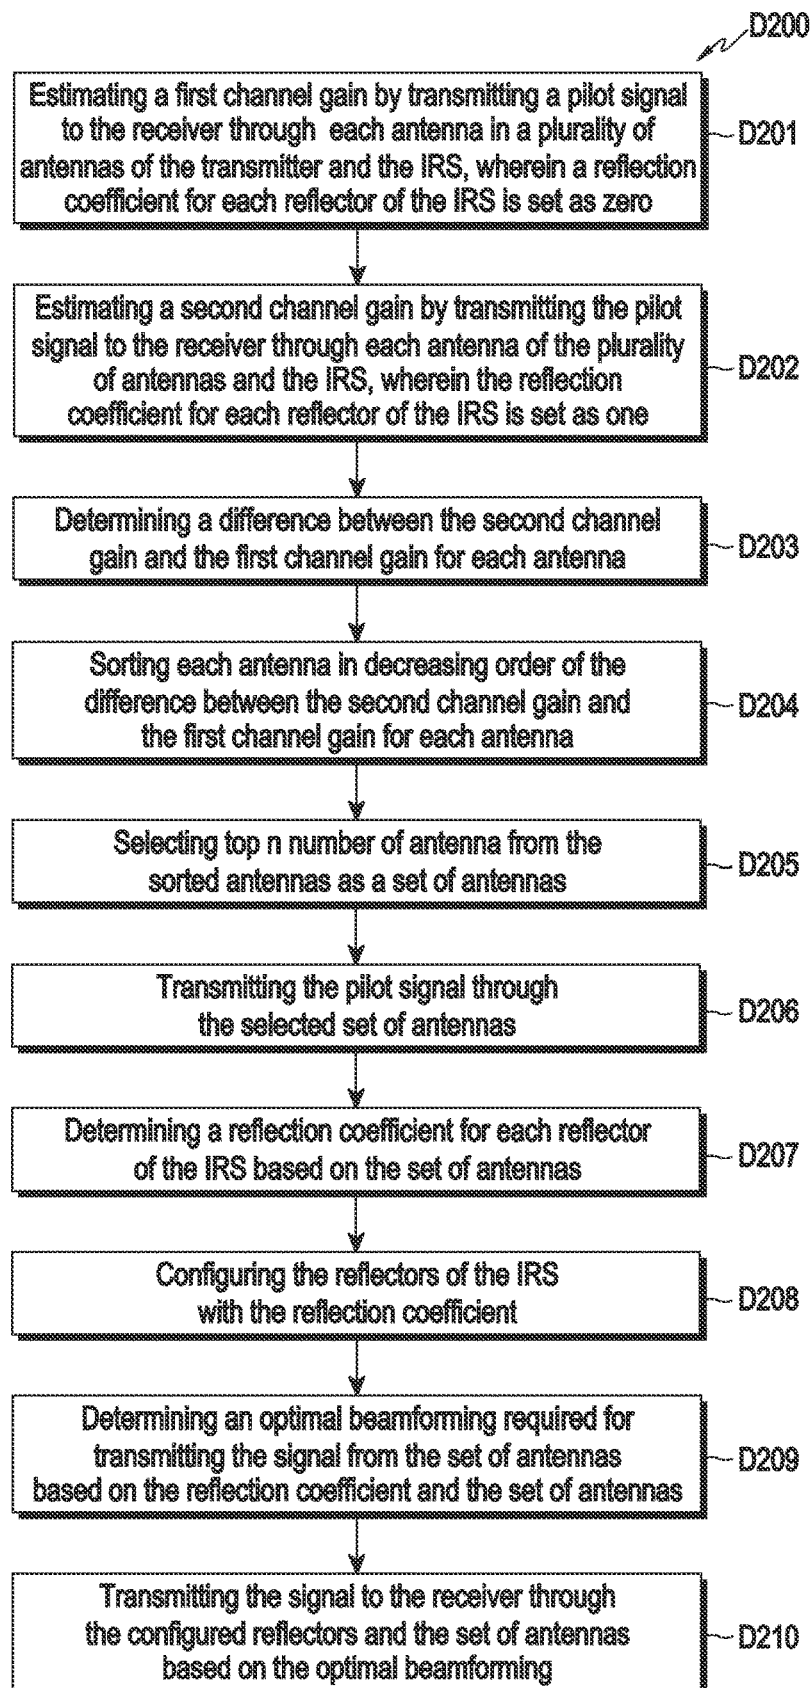 D200
Estimating a first channel gain by transmitting a pilot signal
to the receiver through each antenna in a plurality of
antennas of the transmitter and the IRS, wherein a reflection
coefficient for each reflector of the IRS is set as zero
D201
Estimating a second channel gain by transmitting the pilot
signal to the receiver through each antenna of the plurality
of antennas and the IRS, wherein the reflection
coefficient for each reflector of the IRS is set as one
D202
Determining a difference between the second channel
gain and the first channel gain for each antenna
D203
Sorting each antenna in decreasing order of the
difference between the second channel gain and
the first channel gain for each antenna
D204
Selecting top n number of antenna from the
sorted antennas as a set of antennas
D205
Transmitting the pilot signal through
the selected set of antennas
D206
Determining a reflection coefficient for each reflector
of the IRS based on the set of antennas
D207
Configuring the reflectors of the IRS
with the reflection coefficient
D208
Determining an optimal beamforming required for
transmitting the signal from the set of antennas
based on the reflection coefficient and the set of antennas
D209
Transmitting the signal to the receiver through
the configured reflectors and the set of antennas
based on the optimal beamforming
D210